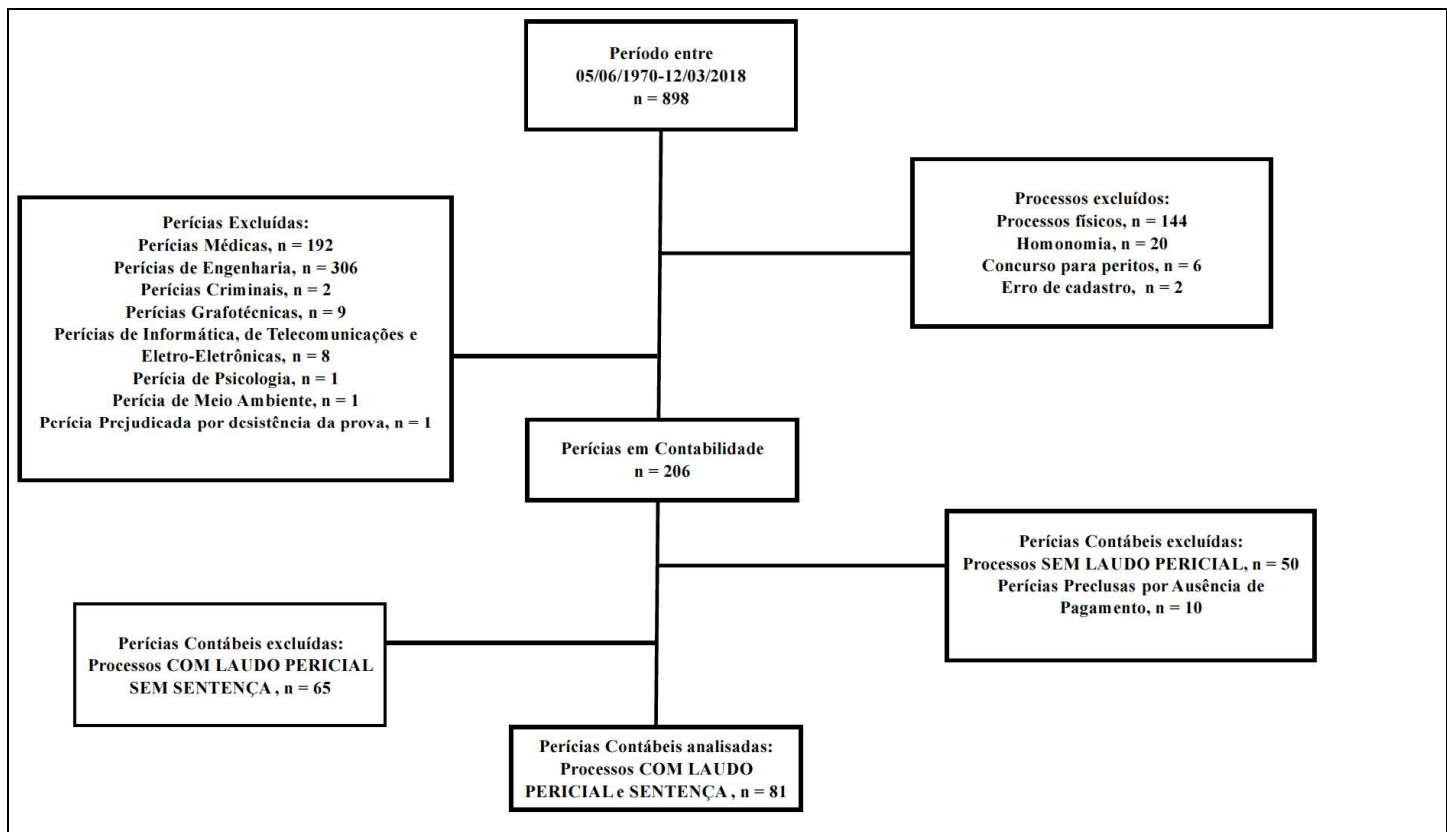 Período entre
05/06/1970-12/03/2018
n = 898
Processos excluídos:
Processos físicos, n = 144
Homonomia, n = 20
Concurso para peritos, n = 6
Erro de cadastro, n = 2
Perícias Excluídas:
Perícias Médicas, n = 192
Perícias de Engenharia, n = 306
Perícias Criminais, n = 2
Perícias Grafotécnicas, n = 9
Perícias de Informática, de Telecomunicações e
Eletro-Eletrônicas, n = 8
Perícia de Psicologia, n = 1
Perícia de Meio Ambiente, n = 1
Perícia Prejudicada por desistência da prova, n = 1
Perícias em Contabilidade
n = 206
Perícias Contábeis excluídas:
Processos SEM LAUDO PERICIAL, n = 50
Perícias Preclusas por Ausência de
Pagamento, n = 10
Perícias Contábeis excluídas:
Processos COM LAUDO PERICIAL
SEM SENTENÇA , n = 65
Perícias Contábeis analisadas:
Processos COM LAUDO
PERICIAL e SENTENÇA , n = 81